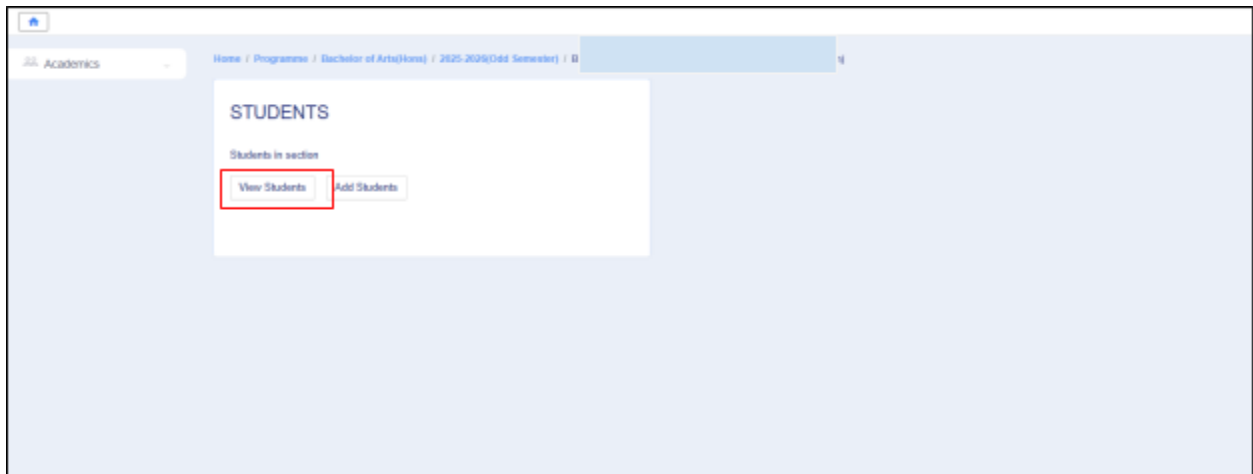 Academics
Home / Programme / Bachelor of Arts(Hons) / 2025-2026(Odd Semester) / B
STUDENTS
Students in section
View Students Add Students